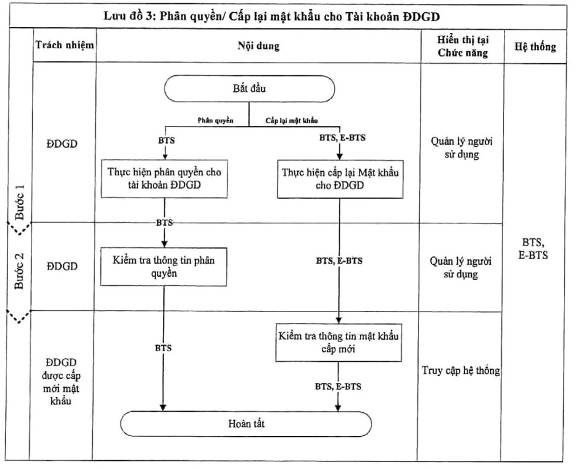 Lưu đồ 3: Phân quyền/ Cấp lại mật khẩu cho Tài khoản ĐDGD
Trách nhiệm
Nội dung
Hiển thị tại
Chức năng
Hệ thống
Bắt đầu
Phân quyền
Cấp lại mật khẩu
BTS
BTS, E-BTS
Bước 1
ĐDGD
Thực hiện phân quyền cho
tài khoản ĐDGD
Thực hiện cấp lại Mật khẩu
cho ĐDGD
Quản lý người
sử dụng
BTS
Bước 2
ĐDGD
Kiểm tra thông tin phân
quyền
BTS, E-BTS
Quản lý người
sử dụng
BTS,
E-BTS
Kiểm tra thông tin mật khẩu
cấp mới
BTS
ĐDGD
được cấp
mới mật
khẩu
BTS, E-BTS
Truy cập hệ thống
Hoàn tất